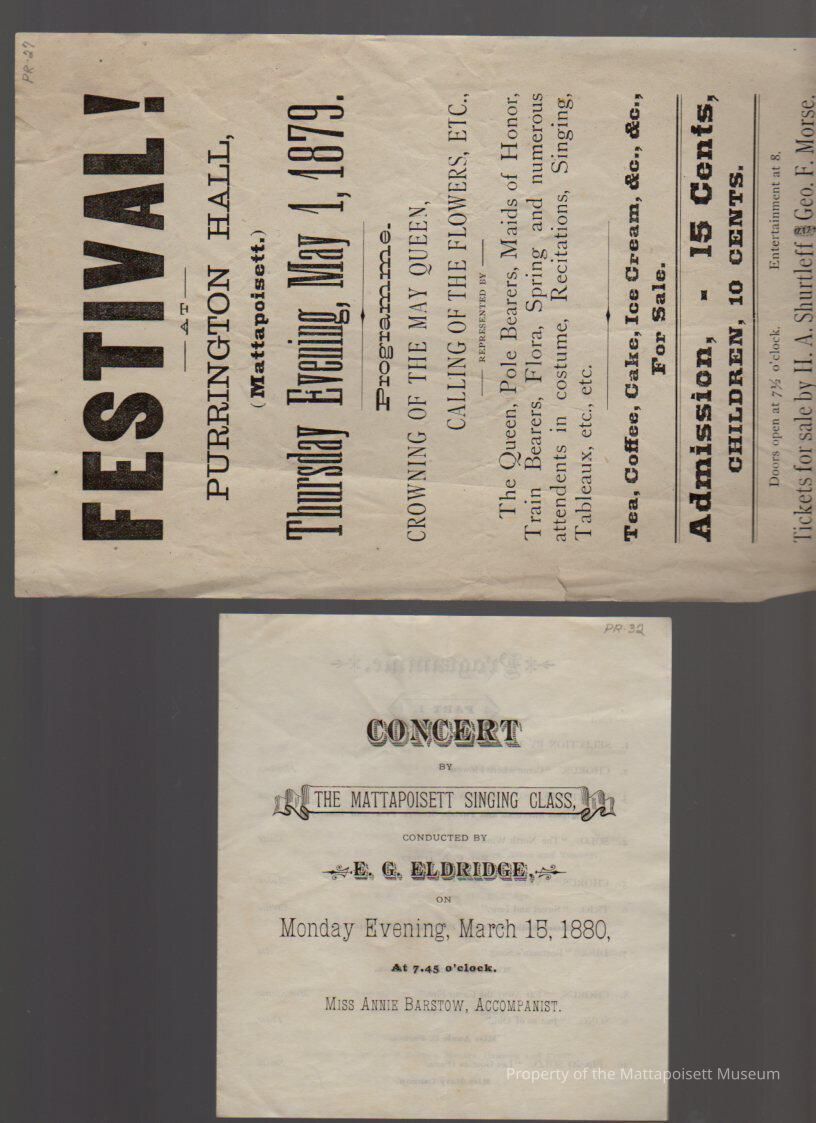 PR-27
FESTIVAL!
— AT —
PURRINGTON HALL,
(Mattapoisett.)
Thursday Evening, May 1, 1879.
Programme.
CROWNING OF THE MAY QUEEN,
CALLING OF THE FLOWERS, ETC.,
— REPRESENTED BY —
The Queen, Pole Bearers, Maids of Honor,
Train Bearers, Flora, Spring and numerous
attendents in costume, Recitations, Singing,
Tableaux, etc., etc.
Tea, Coffee, Cake, Ice Cream, &c., &c.,
For Sale.
Admission, - 15 Cents,
CHILDREN, 10 CENTS.
Doors open at 7½ o'clock. Entertainment at 8.
Tickets for sale by H. A. Shurtleff and Geo. F. Morse.
PR-32
CONCERT
BY
THE MATTAPOISETT SINGING CLASS,
CONDUCTED BY
E. G. ELDRIDGE,
ON
Monday Evening, March 15, 1880,
At 7.45 o'clock.
MISS ANNIE BARSTOW, ACCOMPANIST.
Property of the Mattapoisett Museum